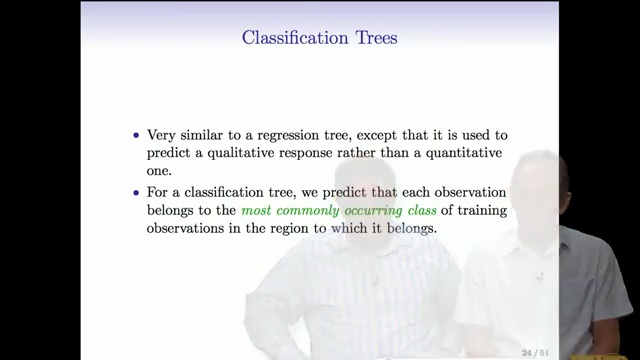 Classification Trees
• Very similar to a regression tree, except that it is used to
predict a qualitative response rather than a quantitative
one.
• For a classification tree, we predict that each observation
belongs to the most commonly occurring class of training
observations in the region to which it belongs.
24 / 51